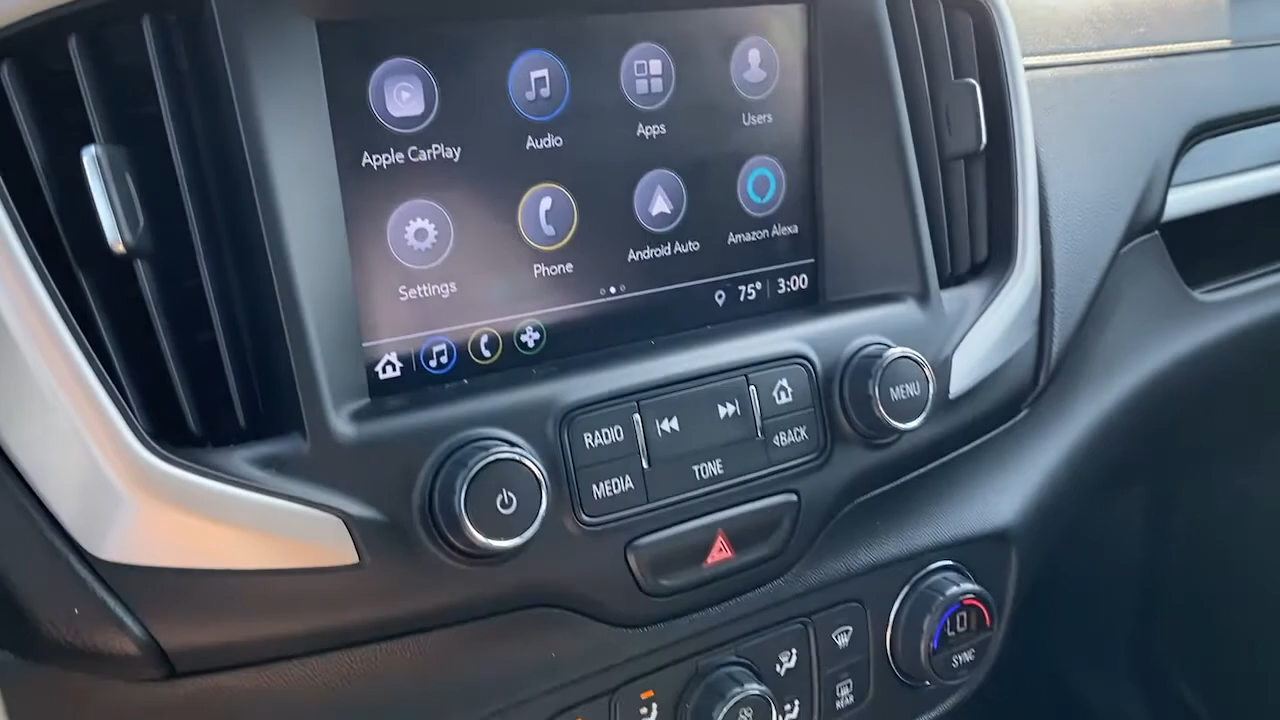 Apple CarPlay
Audio
Apps
Users
Settings
Phone
Android Auto
Amazon Alexa
75° 3:00
RADIO
MEDIA
TONE
BACK
MENU
LO
SYNC
REAR